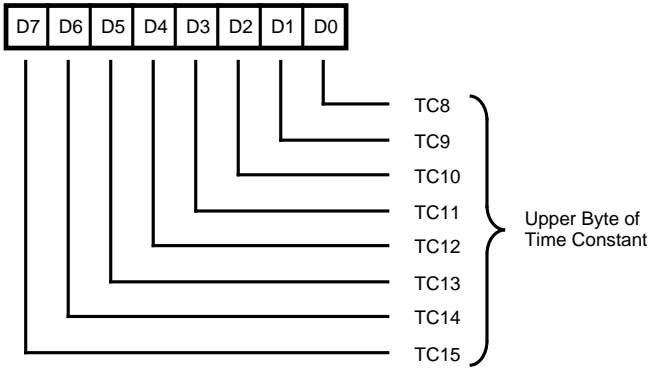 D7 D6 D5 D4 D3 D2 D1 D0
TC8
TC9
TC10
TC11
TC12
TC13
TC14
TC15
Upper Byte of
Time Constant